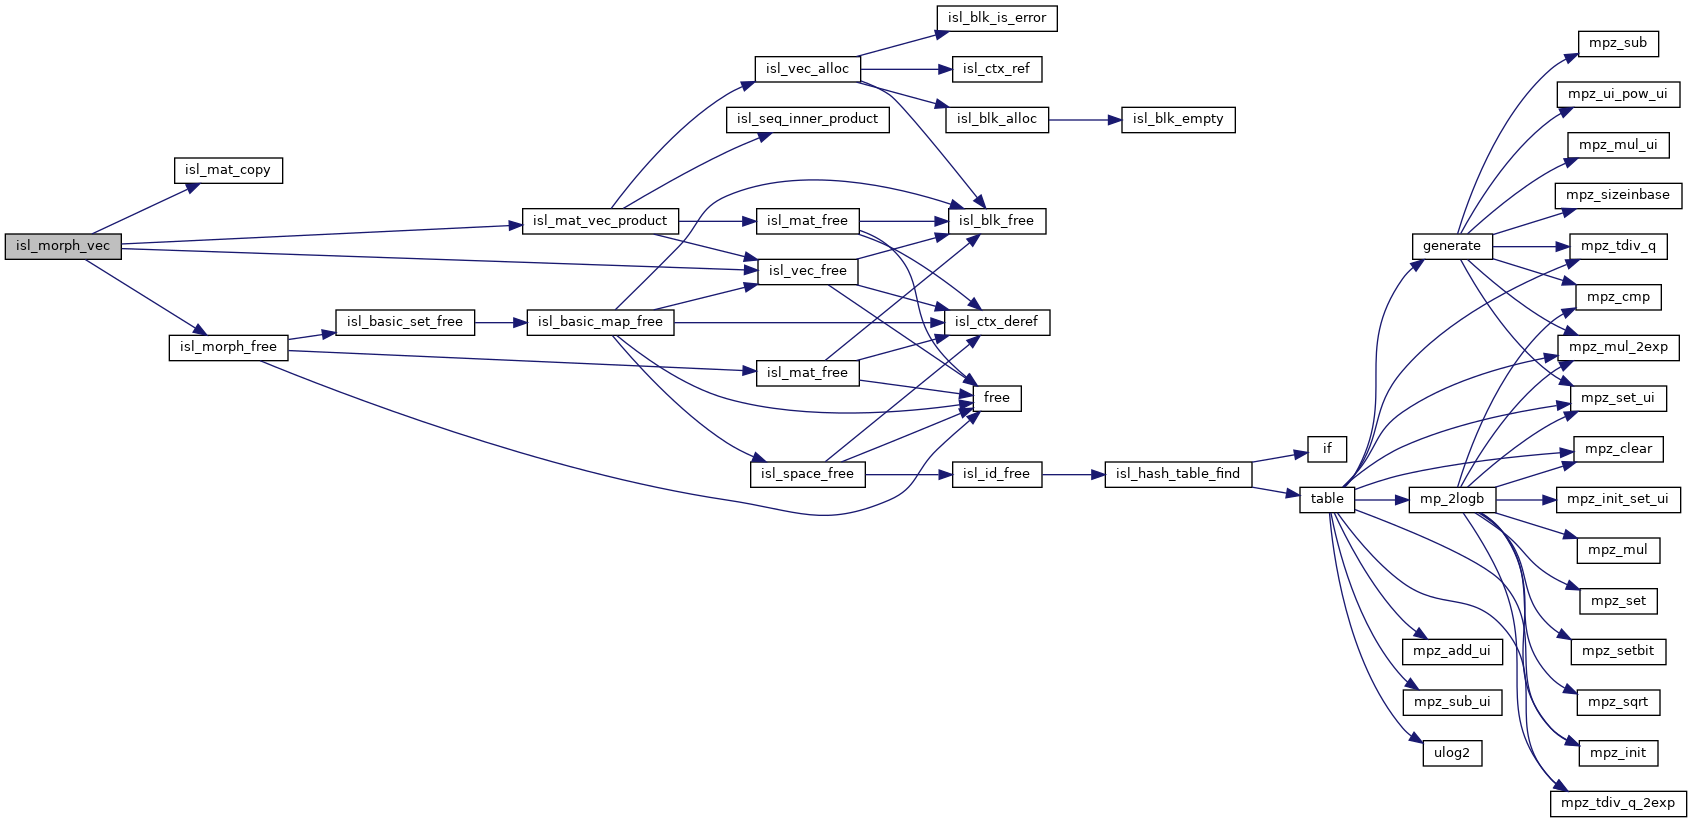 isl_morph_vec
isl_mat_copy
isl_mat_vec_product
isl_morph_free
isl_basic_set_free
isl_basic_map_free
isl_vec_alloc
isl_seq_inner_product
isl_mat_free
isl_vec_free
isl_mat_free
isl_space_free
isl_blk_is_error
isl_ctx_ref
isl_blk_alloc
isl_blk_empty
isl_blk_free
isl_ctx_deref
free
isl_id_free
isl_hash_table_find
if
table
generate
mp_2logb
mpz_add_ui
mpz_sub_ui
ulog2
mpz_sub
mpz_ui_pow_ui
mpz_mul_ui
mpz_sizeinbase
mpz_tdiv_q
mpz_cmp
mpz_mul_2exp
mpz_set_ui
mpz_clear
mpz_init_set_ui
mpz_mul
mpz_set
mpz_setbit
mpz_sqrt
mpz_init
mpz_tdiv_q_2exp